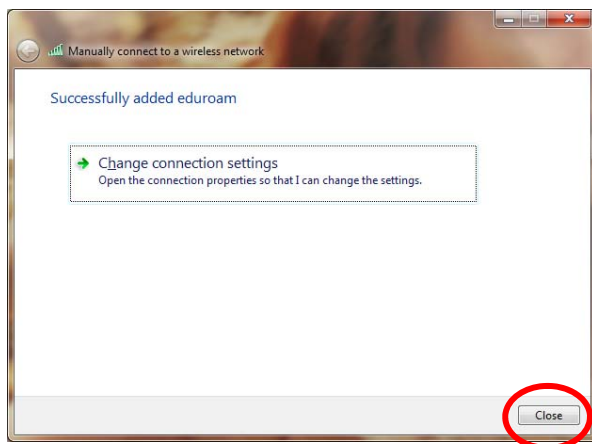 Manually connect to a wireless network
Successfully added eduroam
Change connection settings
Open the connection properties so that I can change the settings.
Close